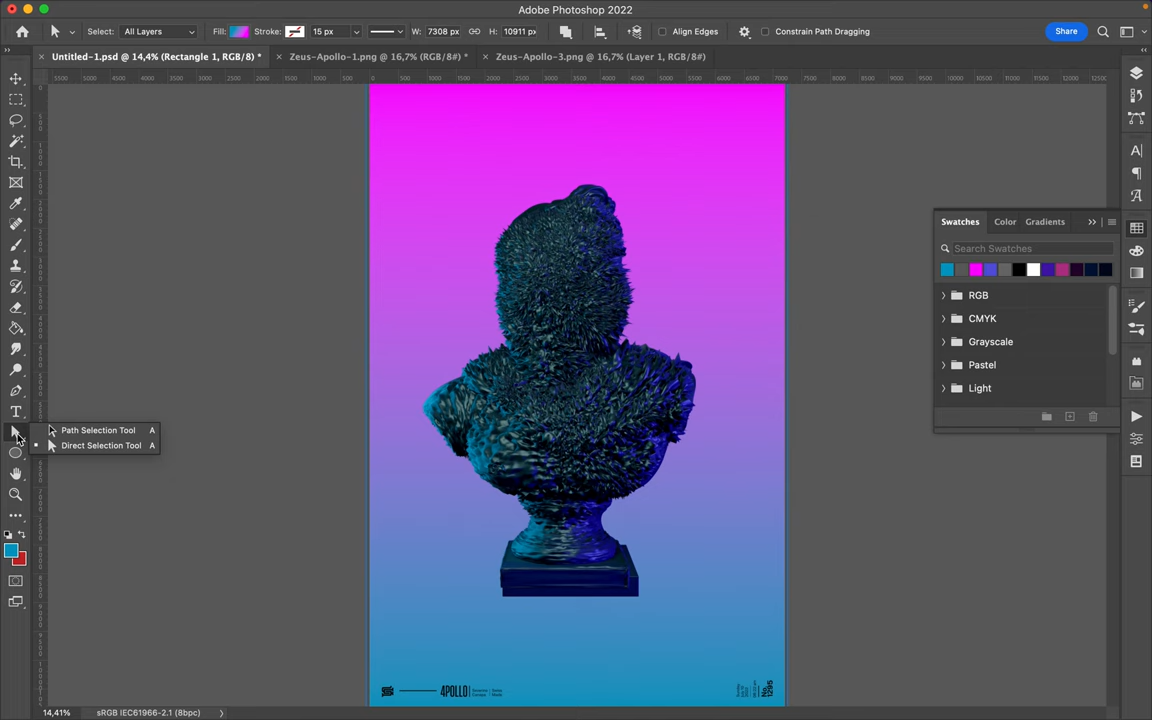 Adobe Photoshop 2022
Select: All Layers Fill: Stroke: 15 px W: 7308 px H: 10911 px Align Edges Constrain Path Dragging Share
Untitled-1.psd @ 14,4% (Rectangle 1, RGB/8) * Zeus-Apollo-1.png @ 16,7% (RGB/8#) * Zeus-Apollo-3.png @ 16,7% (Layer 1, RGB/8#)
Swatches Color Gradients
Search Swatches
RGB
CMYK
Grayscale
Pastel
Light
Path Selection Tool A
Direct Selection Tool A
4POLLO
No. 1295
14,41% sRGB IEC61966-2.1 (8bpc)